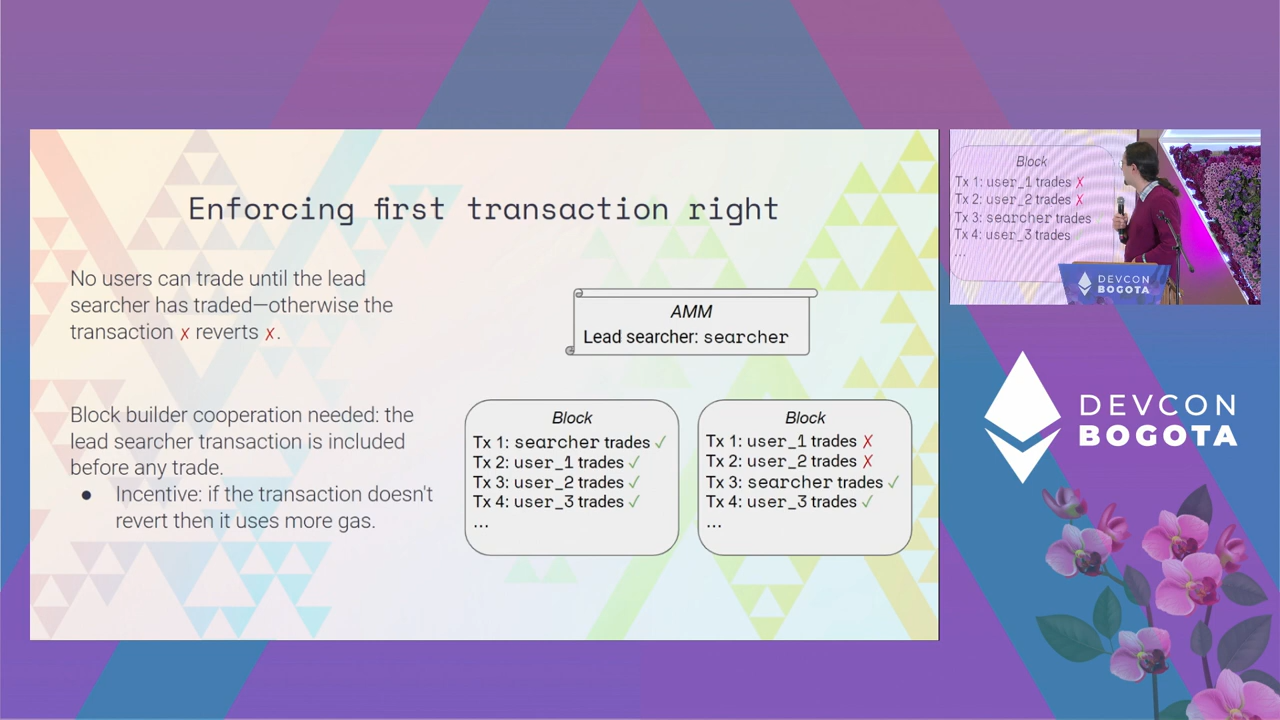 Enforcing first transaction right
No users can trade until the lead
searcher has traded—otherwise the
transaction ✗ reverts ✗.
Block builder cooperation needed: the
lead searcher transaction is included
before any trade.
● Incentive: if the transaction doesn't
revert then it uses more gas.
AMM
Lead searcher: searcher
Block
Tx 1: searcher trades ✓
Tx 2: user_1 trades ✓
Tx 3: user_2 trades ✓
Tx 4: user_3 trades ✓
...
Block
Tx 1: user_1 trades ✗
Tx 2: user_2 trades ✗
Tx 3: searcher trades ✓
Tx 4: user_3 trades ✓
...
Block
Tx 1: user_1 trades ✗
Tx 2: user_2 trades ✗
Tx 3: searcher trades
Tx 4: user_3 trades
...
DEVCON
BOGOTA
DEVCON
BOGOTA